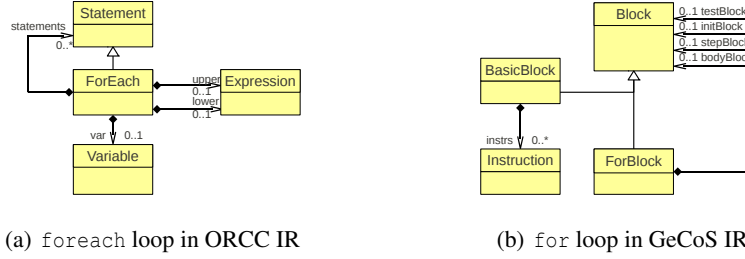 Statement
statements
0..*
ForEach
upper
0..1
Expression
lower
0..1
var 0..1
Variable
(a) foreach loop in ORCC IR
Block
0..1 testBlock
0..1 initBlock
0..1 stepBlock
0..1 bodyBloc
BasicBlock
instrs 0..*
Instruction
ForBlock
(b) for loop in GeCoS IR